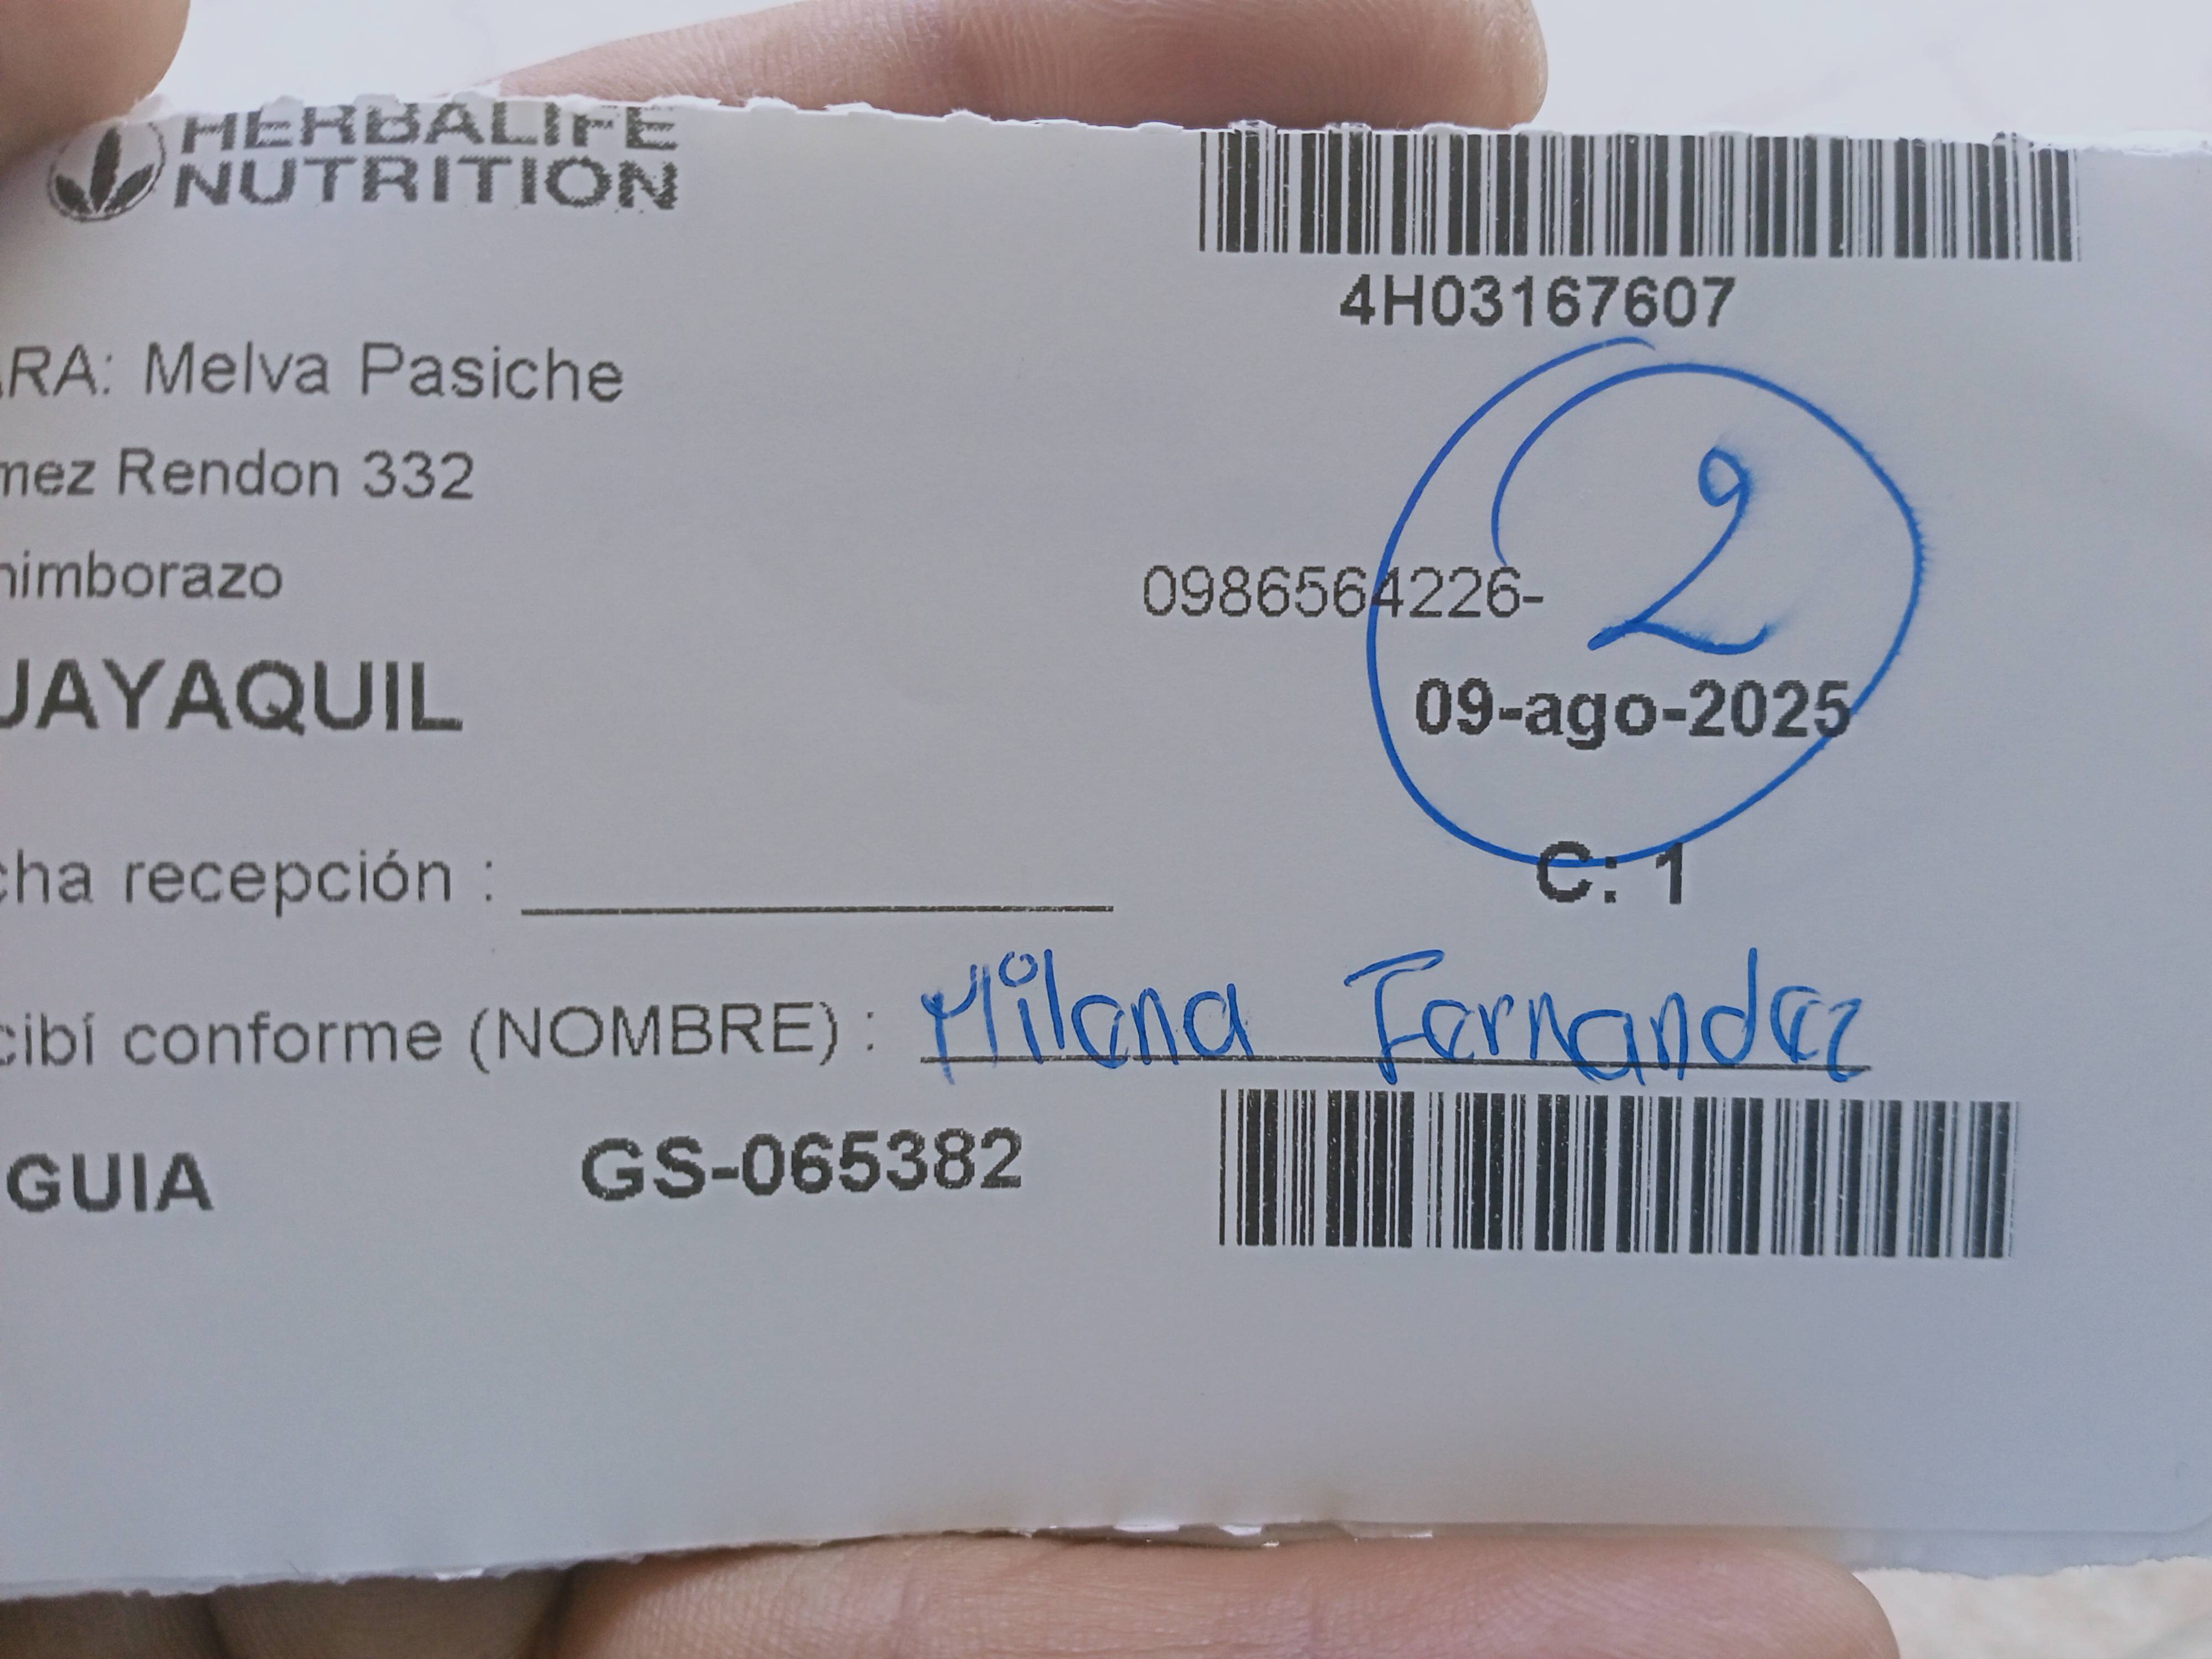 HERBALIFE
NUTRITION
4H03167607
ARA: Melva Pasiche
mez Rendon 332
himborazo
0986564226-
2
UAYAQUIL
09-ago-2025
cha recepción :
C: 1
cibí conforme (NOMBRE) : Milena Fernandez
GUIA GS-065382